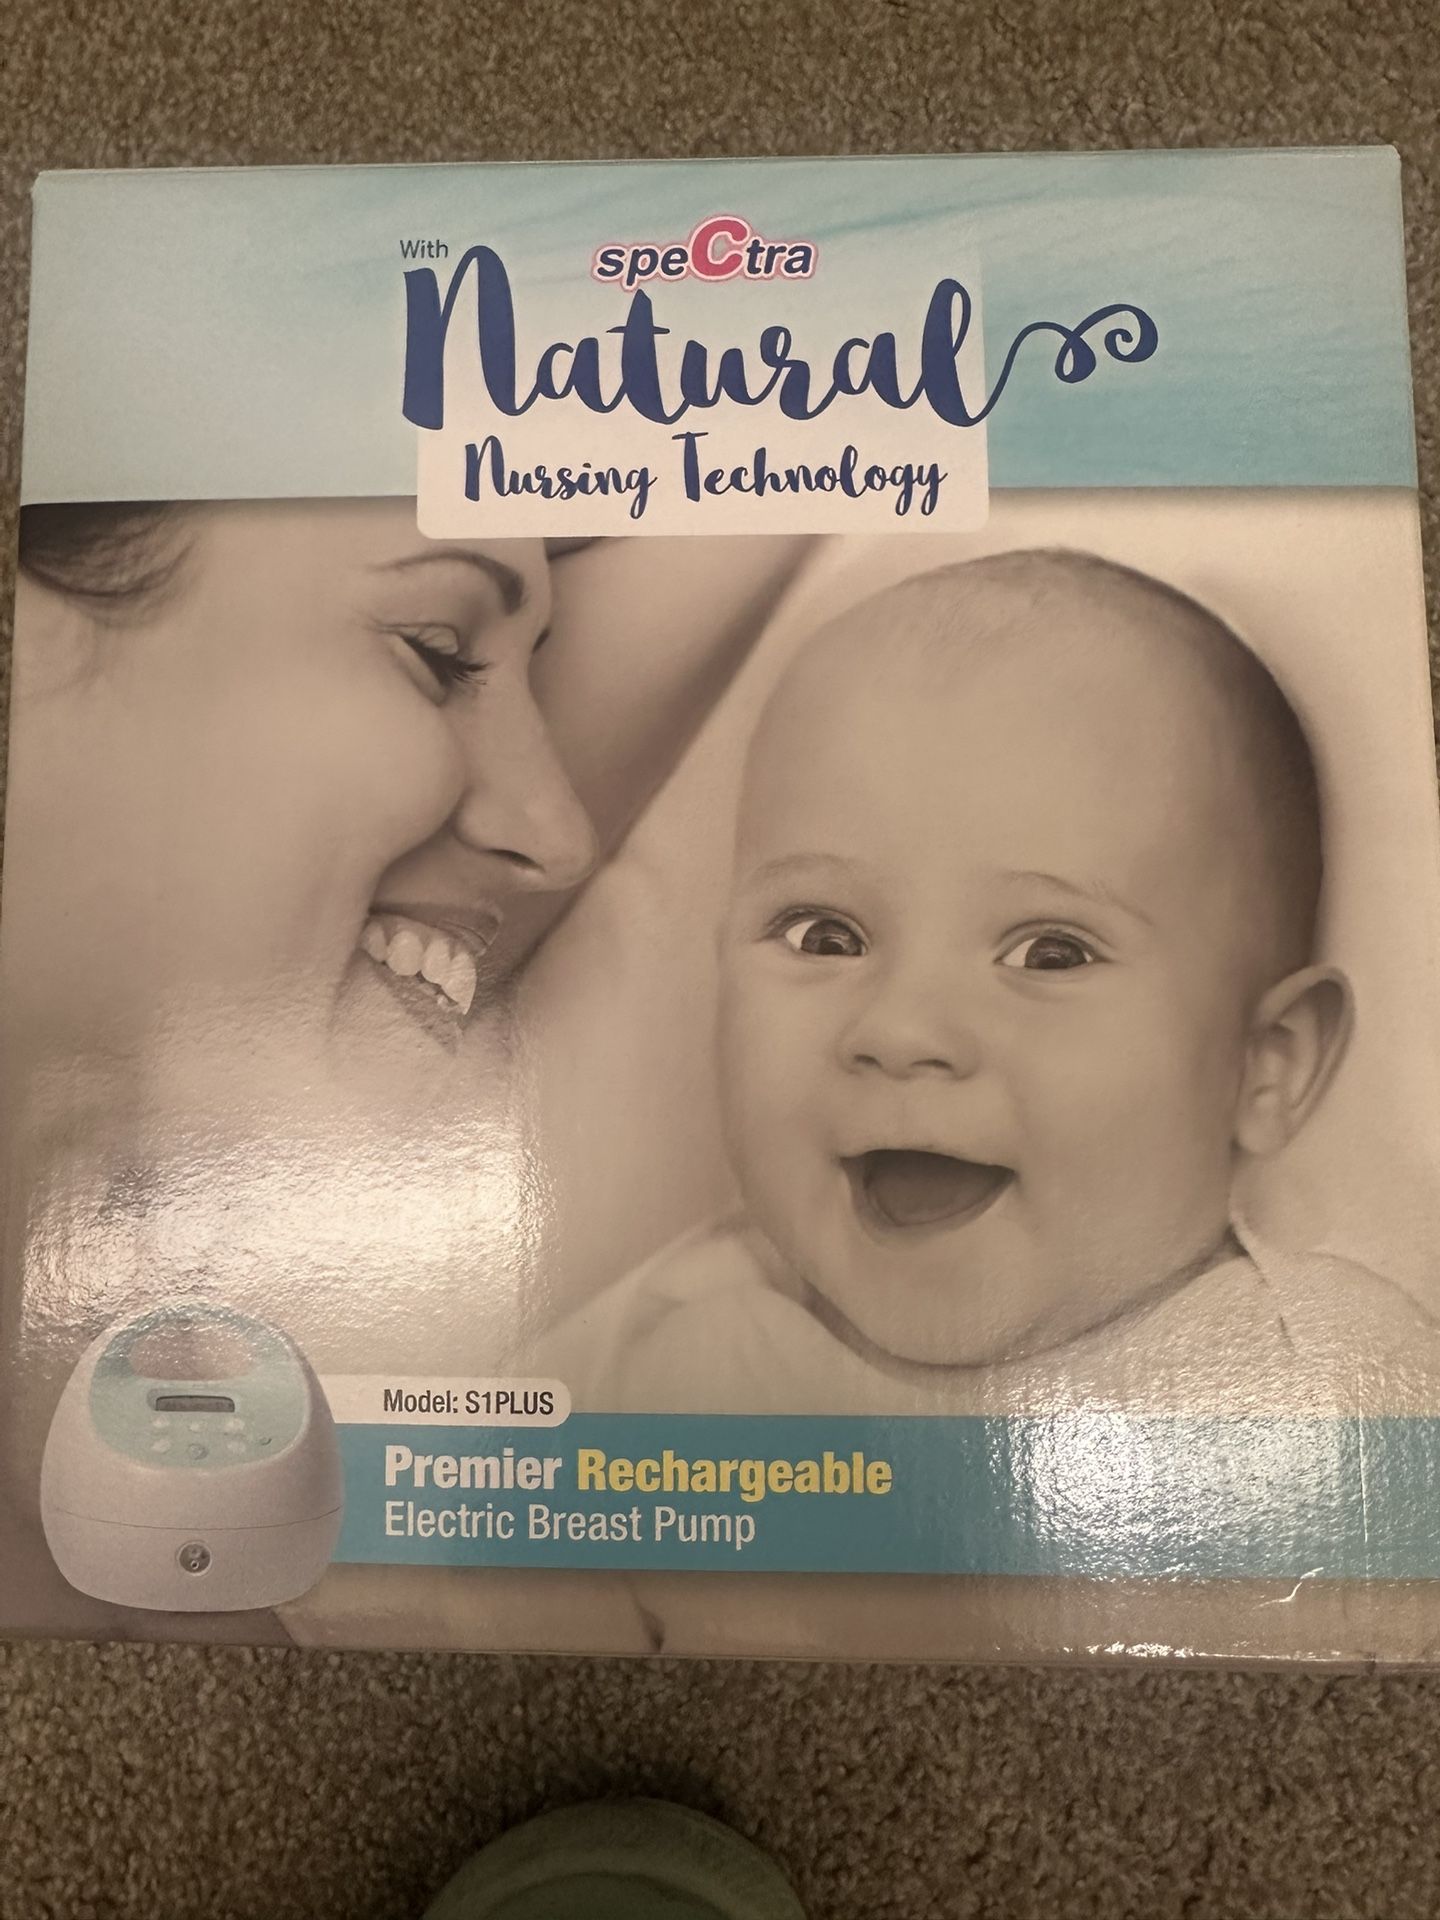 With
speCtra
Natural
Nursing Technology
Model: S1PLUS
Premier Rechargeable
Electric Breast Pump